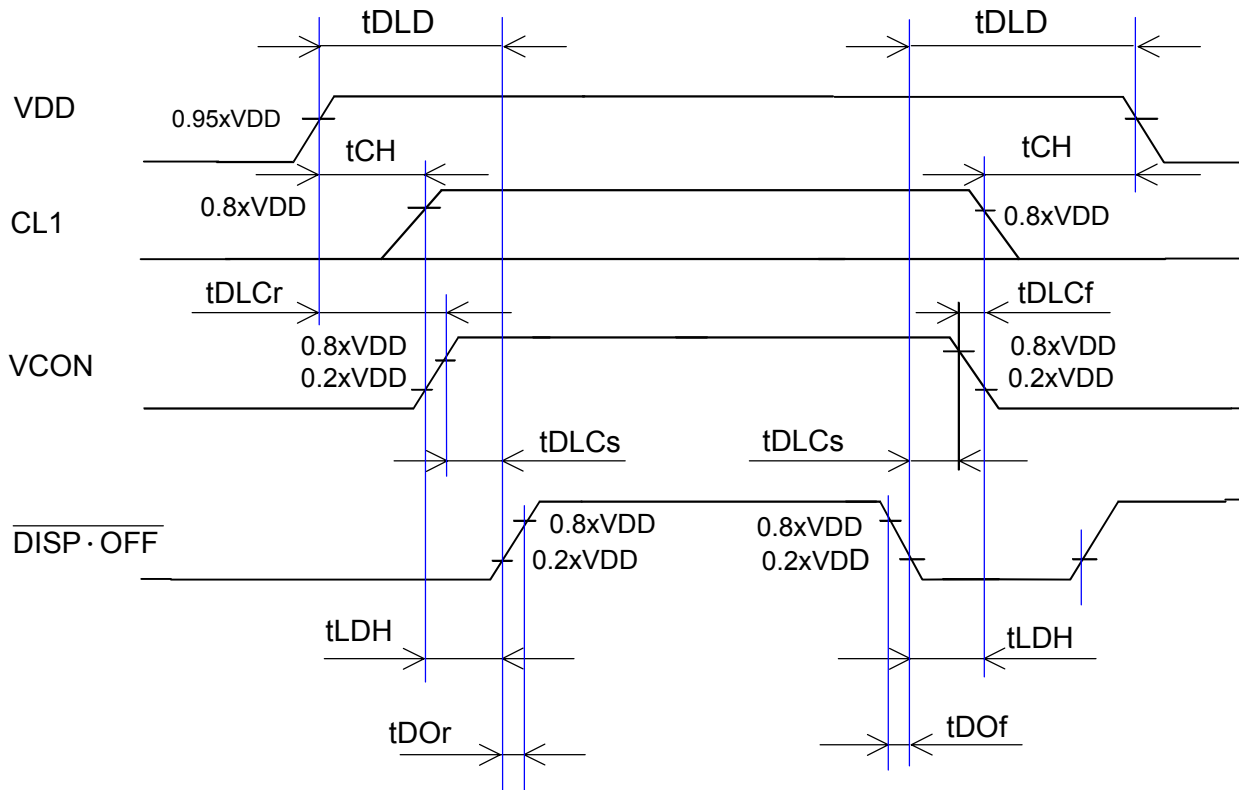 tDLD tDLD
VDD
0.95xVDD
tCH tCH
0.8xVDD 0.8xVDD
CL1
tDLCr tDLCf
0.8xVDD 0.8xVDD
VCON
0.2xVDD 0.2xVDD
tDLCs tDLCs
0.8xVDD 0.8xVDD
DISP·OFF
0.2xVDD 0.2xVDD
tLDH tLDH
tDOr tDOf